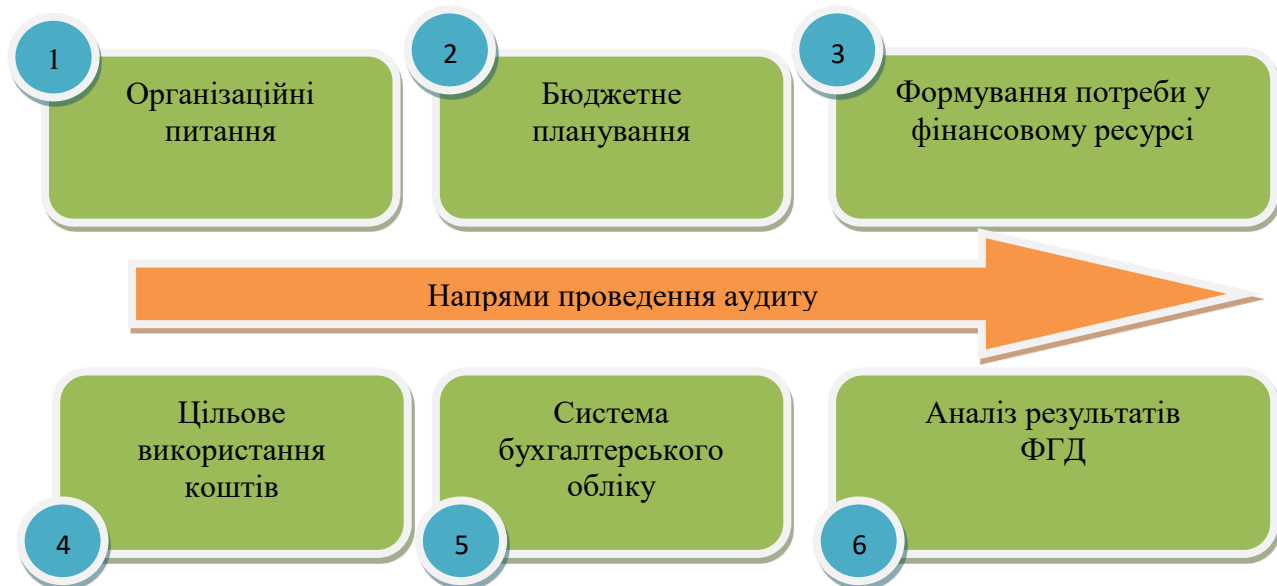 1
Організаційні
питання
2
Бюджетне
планування
3
Формування потреби у
фінансовому ресурсі
Напрями проведення аудиту
Цільове
використання
коштів
4
Система
бухгалтерського
обліку
5
Аналіз результатів
ФГД
6